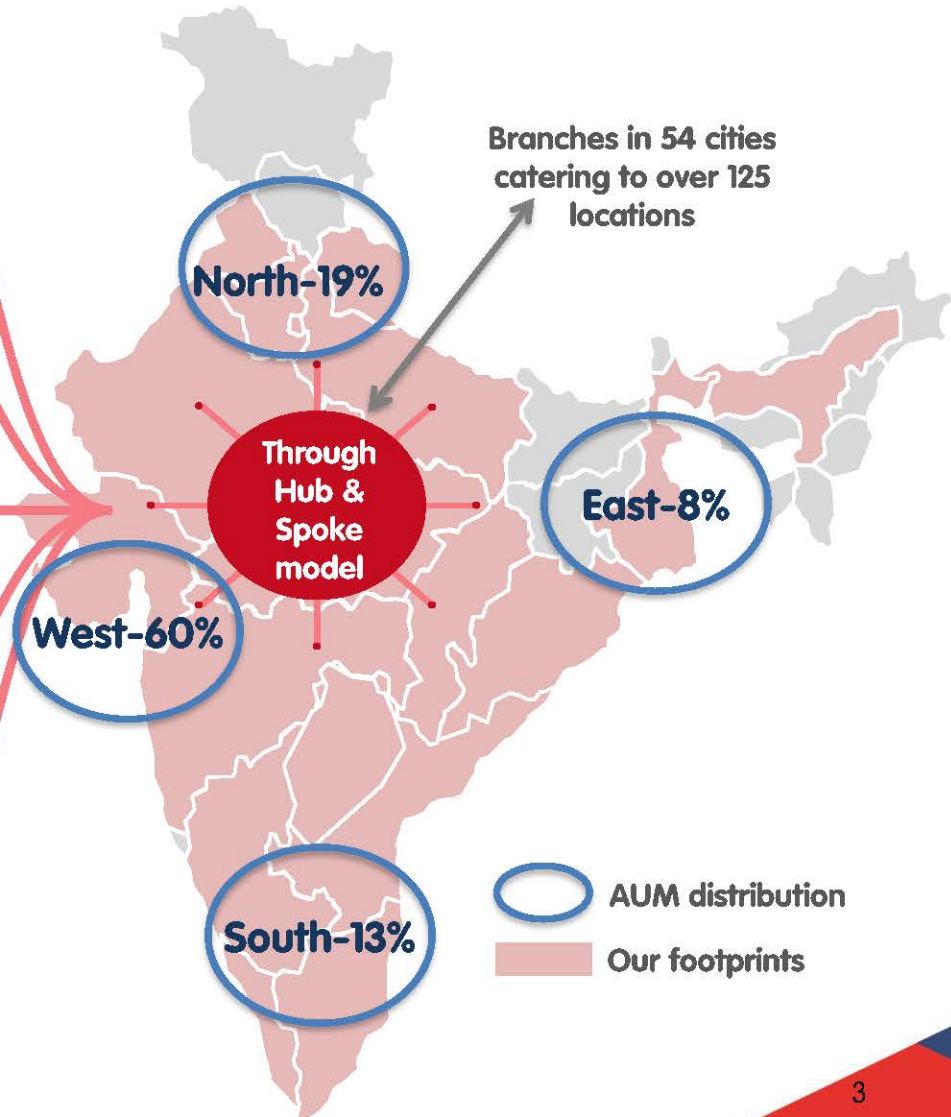 Branches in 54 cities
catering to over 125
locations
North-19%
Through
Hub &
Spoke
model
East-8%
West-60%
South-13%
AUM distribution
Our footprints
3